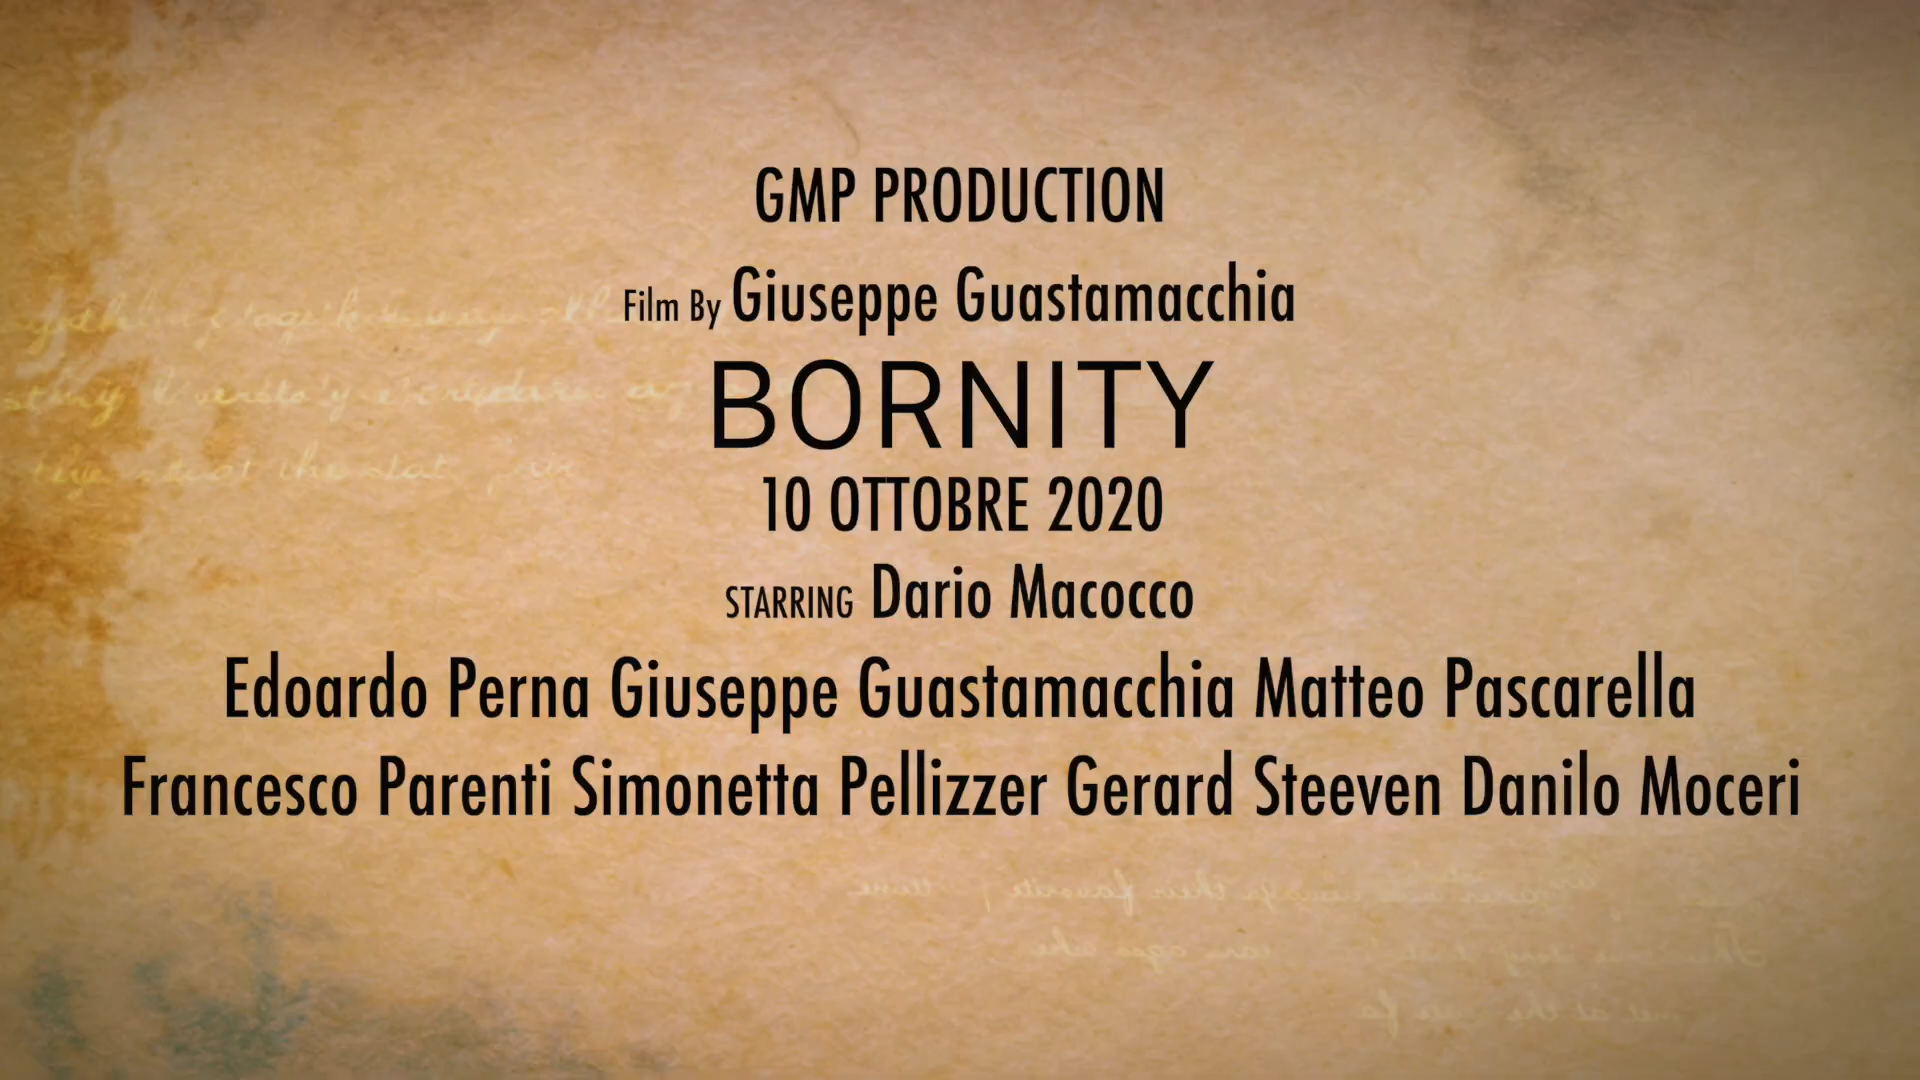 GMP PRODUCTION
Film By Giuseppe Guastamacchia
BORNITY
10 OTTOBRE 2020
STARRING Dario Macocco
Edoardo Perna Giuseppe Guastamacchia Matteo Pascarella
Francesco Parenti Simonetta Pellizzer Gerard Steeven Danilo Moceri